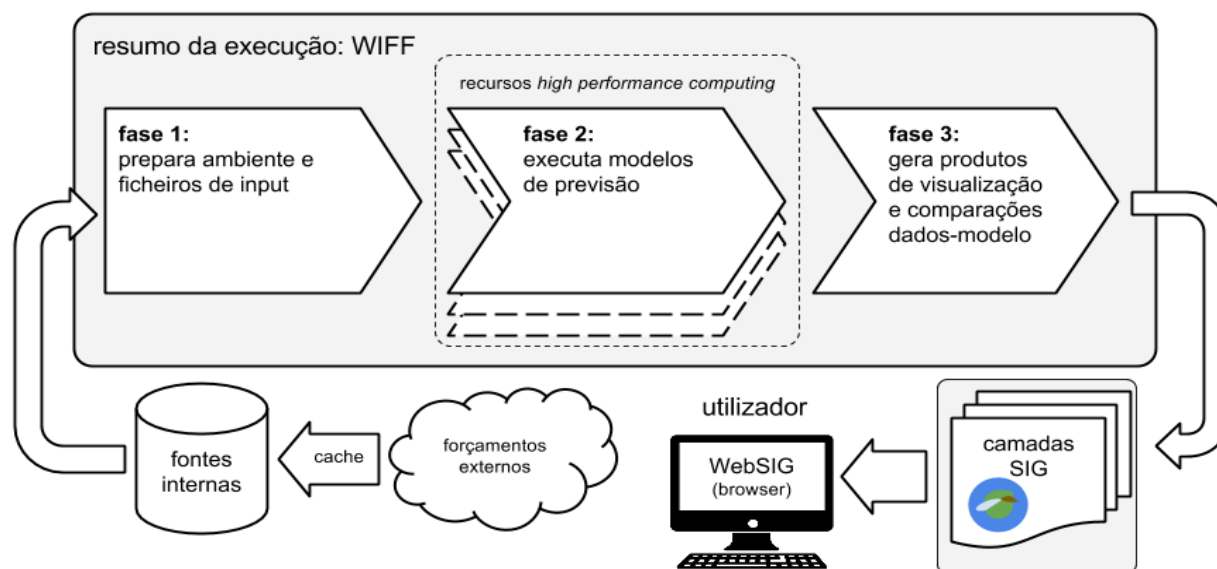 resumo da execução: WIFF
recursos high performance computing
fase 1:
prepara ambiente e
ficheiros de input
fase 2:
executa modelos
de previsão
fase 3:
gera produtos
de visualização
e comparações
dados-modelo
fontes
internas
cache
forçamentos
externos
utilizador
WebSIG
(browser)
camadas
SIG